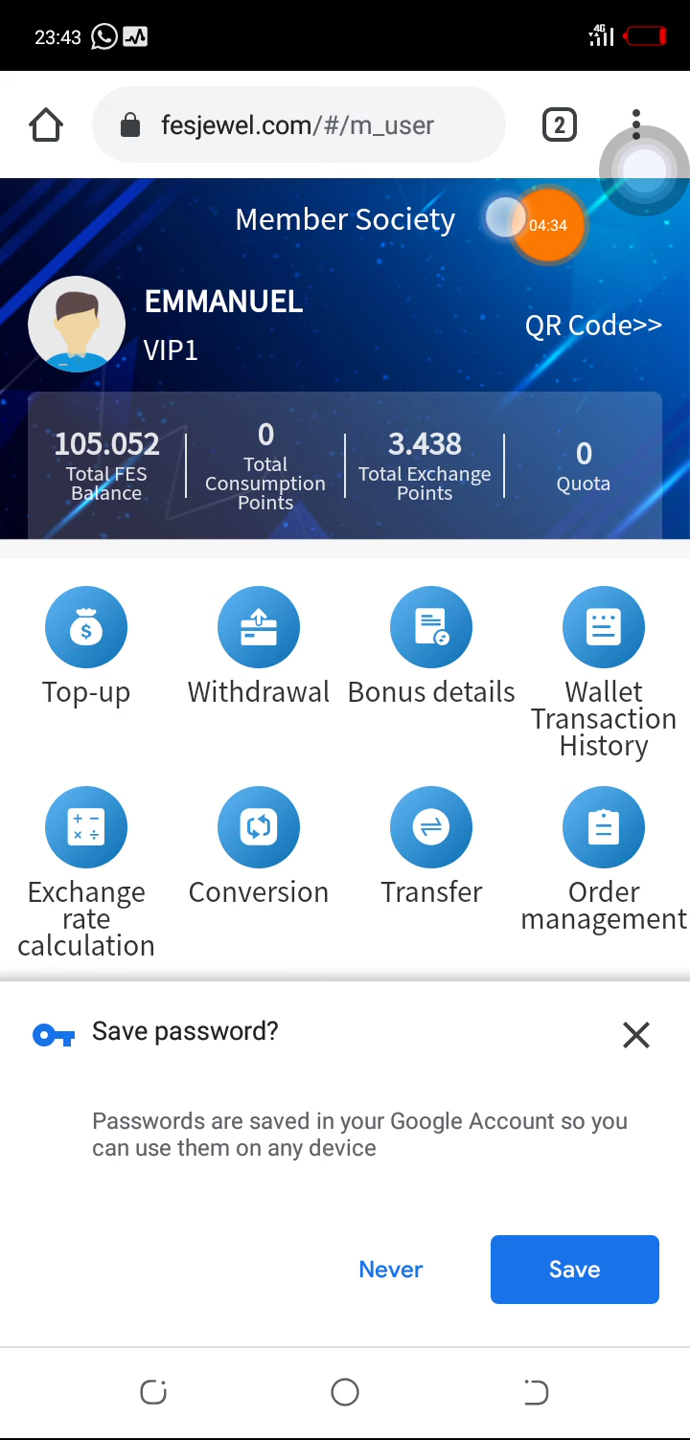 23:43
4G
fesjewel.com/#/m_user
2
Member Society
04:34
EMMANUEL
VIP1
QR Code>>
105.052
Total FES
Balance
0
Total
Consumption
Points
3.438
Total Exchange
Points
0
Quota
Top-up
Withdrawal
Bonus details
Wallet
Transaction
History
Exchange
rate
calculation
Conversion
Transfer
Order
management
Save password?
Passwords are saved in your Google Account so you
can use them on any device
Never
Save